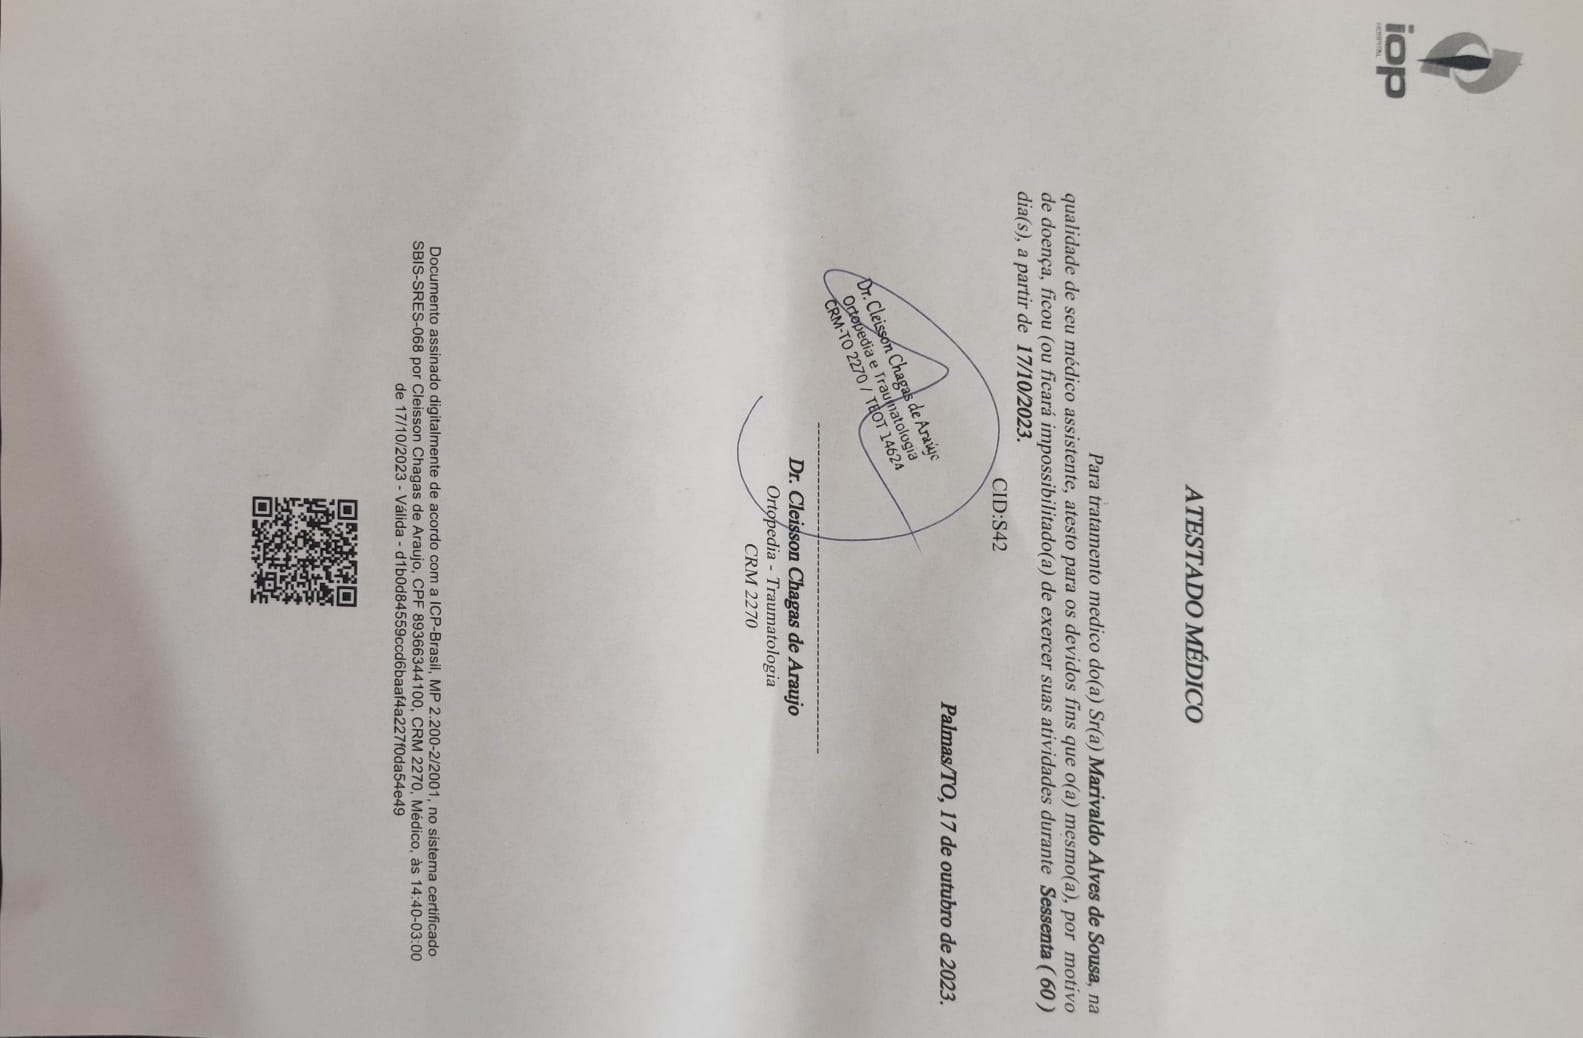 iop
HOSPITAL
ATESTADO MÉDICO
Para tratamento medico do(a) Sr(a) Marivaldo Alves de Sousa, na
qualidade de seu médico assistente, atesto para os devidos fins que o(a) mesmo(a), por motivo
de doença, ficou (ou ficará impossibilitado(a) de exercer suas atividades durante Sessenta ( 60 )
dia(s), a partir de 17/10/2023.
CID:S42
Palmas/TO, 17 de outubro de 2023.
Dr. Cleisson Chagas de Araújo
Ortopedia e Traumatologia
CRM-TO 2270 / TEOT 14624
Dr. Cleisson Chagas de Araujo
Ortopedia - Traumatologia
CRM 2270
Documento assinado digitalmente de acordo com a ICP-Brasil, MP 2.200-2/2001, no sistema certificado
SBIS-SRES-068 por Cleisson Chagas de Araujo, CPF 89366344100, CRM 2270, Médico, às 14:40-03:00
de 17/10/2023 - Válida - d1b0d84559ccd6baaf4a227f0da54e49